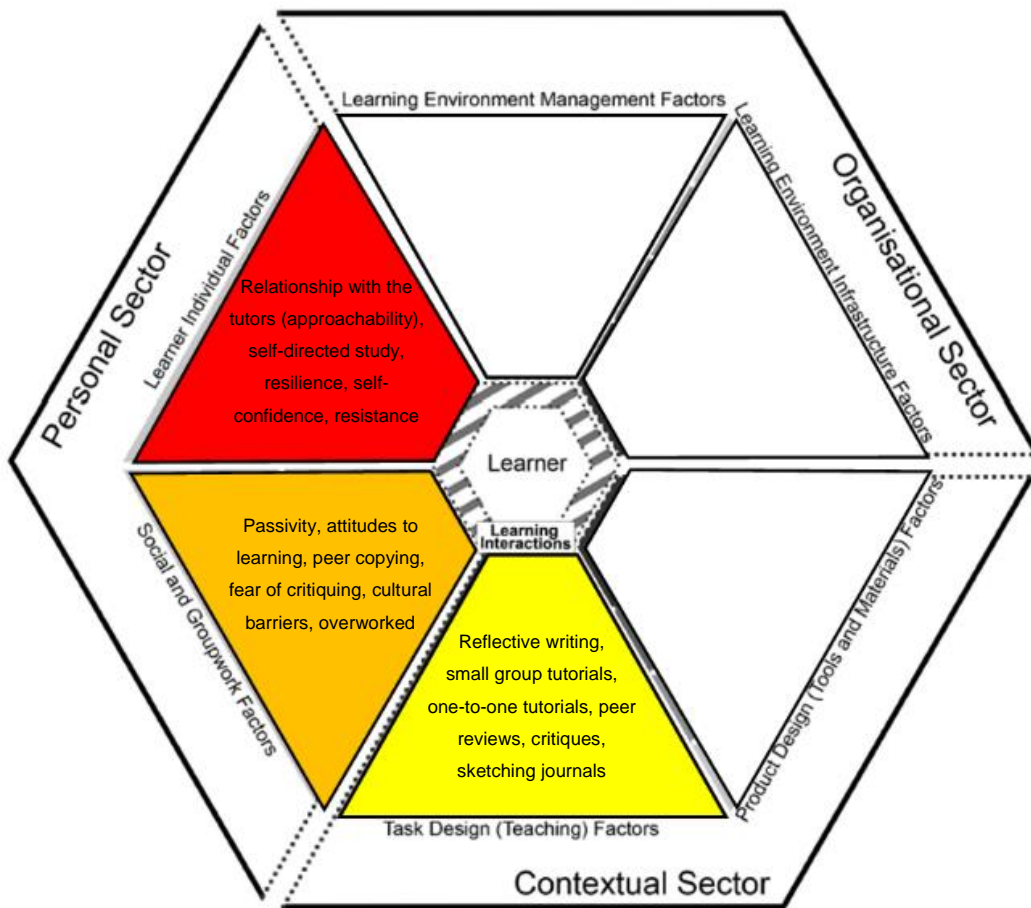 Learning Environment Management Factors
Learning Environment Infrastructure Factors
Organisational Sector
Personal Sector
Learner Individual Factors
Relationship with the
tutors (approachability),
self-directed study,
resilience, self-
confidence, resistance
Learner
Learning
Interactions
Social and Groupwork Factors
Passivity, attitudes to
learning, peer copying,
fear of critiquing, cultural
barriers, overworked
Reflective writing,
small group tutorials,
one-to-one tutorials, peer
reviews, critiques,
sketching journals
Task Design (Teaching) Factors
Product Design (Tools and Materials) Factors
Contextual Sector